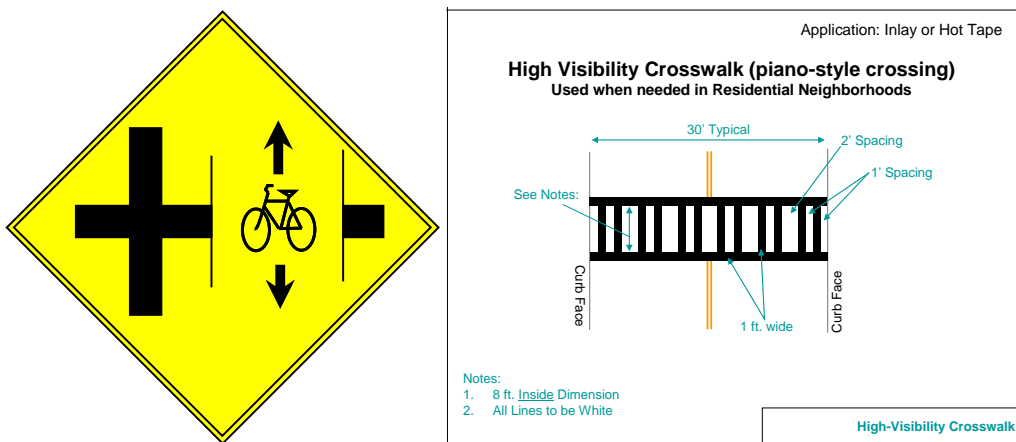 Application: Inlay or Hot Tape
High Visibility Crosswalk (piano-style crossing)
Used when needed in Residential Neighborhoods
30’ Typical
2’ Spacing
1’ Spacing
See Notes:
Curb Face
Curb Face
1 ft. wide
Notes:
1. 8 ft. Inside Dimension
2. All Lines to be White
High-Visibility Crosswalk